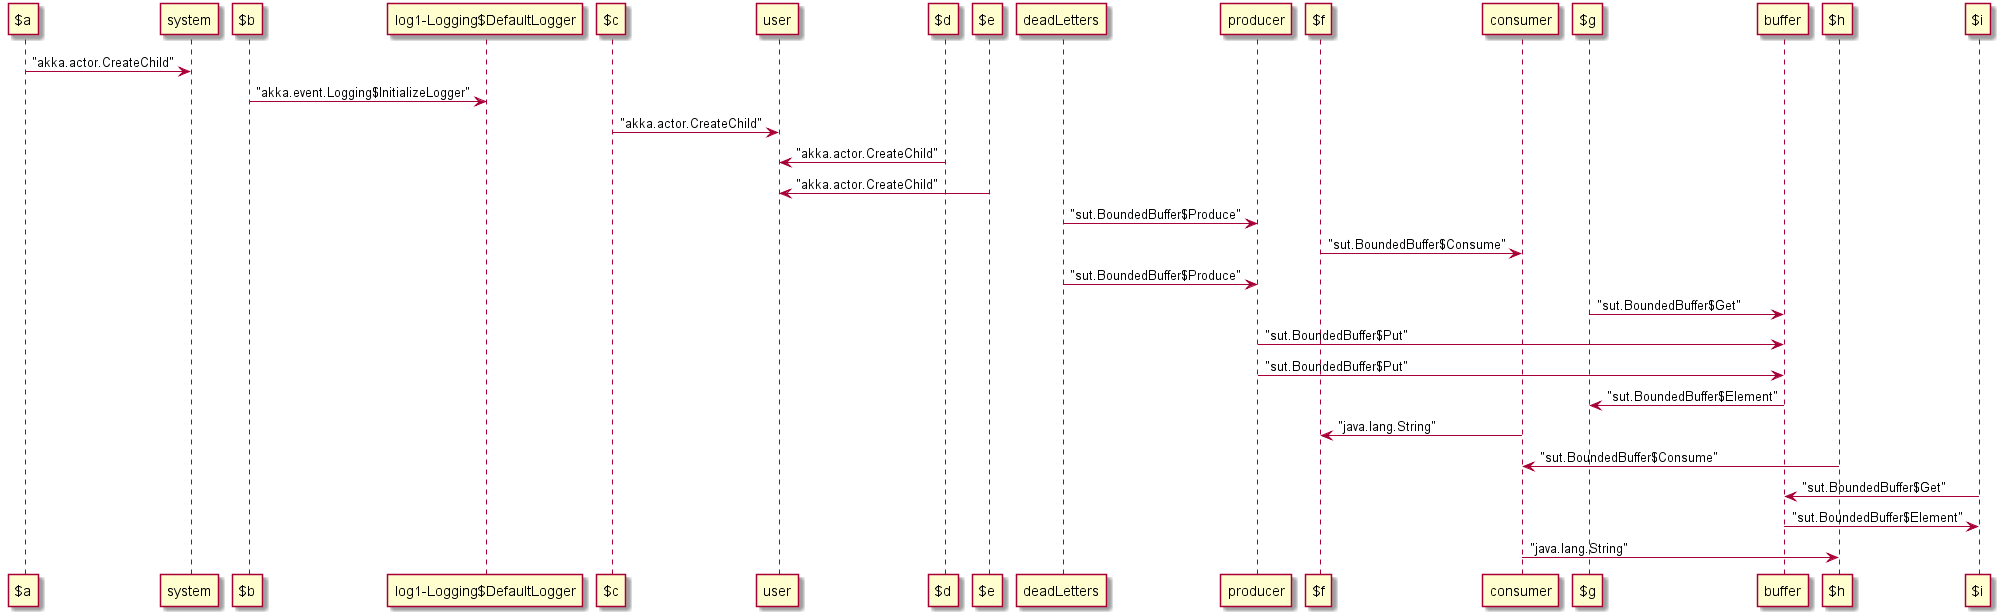 $a system $b log1-Logging$DefaultLogger $c user $d $e deadLetters producer $f consumer $g buffer $h $i
"akka.actor.CreateChild"
"akka.event.Logging$InitializeLogger"
"akka.actor.CreateChild"
"akka.actor.CreateChild"
"akka.actor.CreateChild"
"sut.BoundedBuffer$Produce"
"sut.BoundedBuffer$Consume"
"sut.BoundedBuffer$Produce"
"sut.BoundedBuffer$Get"
"sut.BoundedBuffer$Put"
"sut.BoundedBuffer$Put"
"sut.BoundedBuffer$Element"
"java.lang.String"
"sut.BoundedBuffer$Consume"
"sut.BoundedBuffer$Get"
"sut.BoundedBuffer$Element"
"java.lang.String"
$a system $b log1-Logging$DefaultLogger $c user $d $e deadLetters producer $f consumer $g buffer $h $i